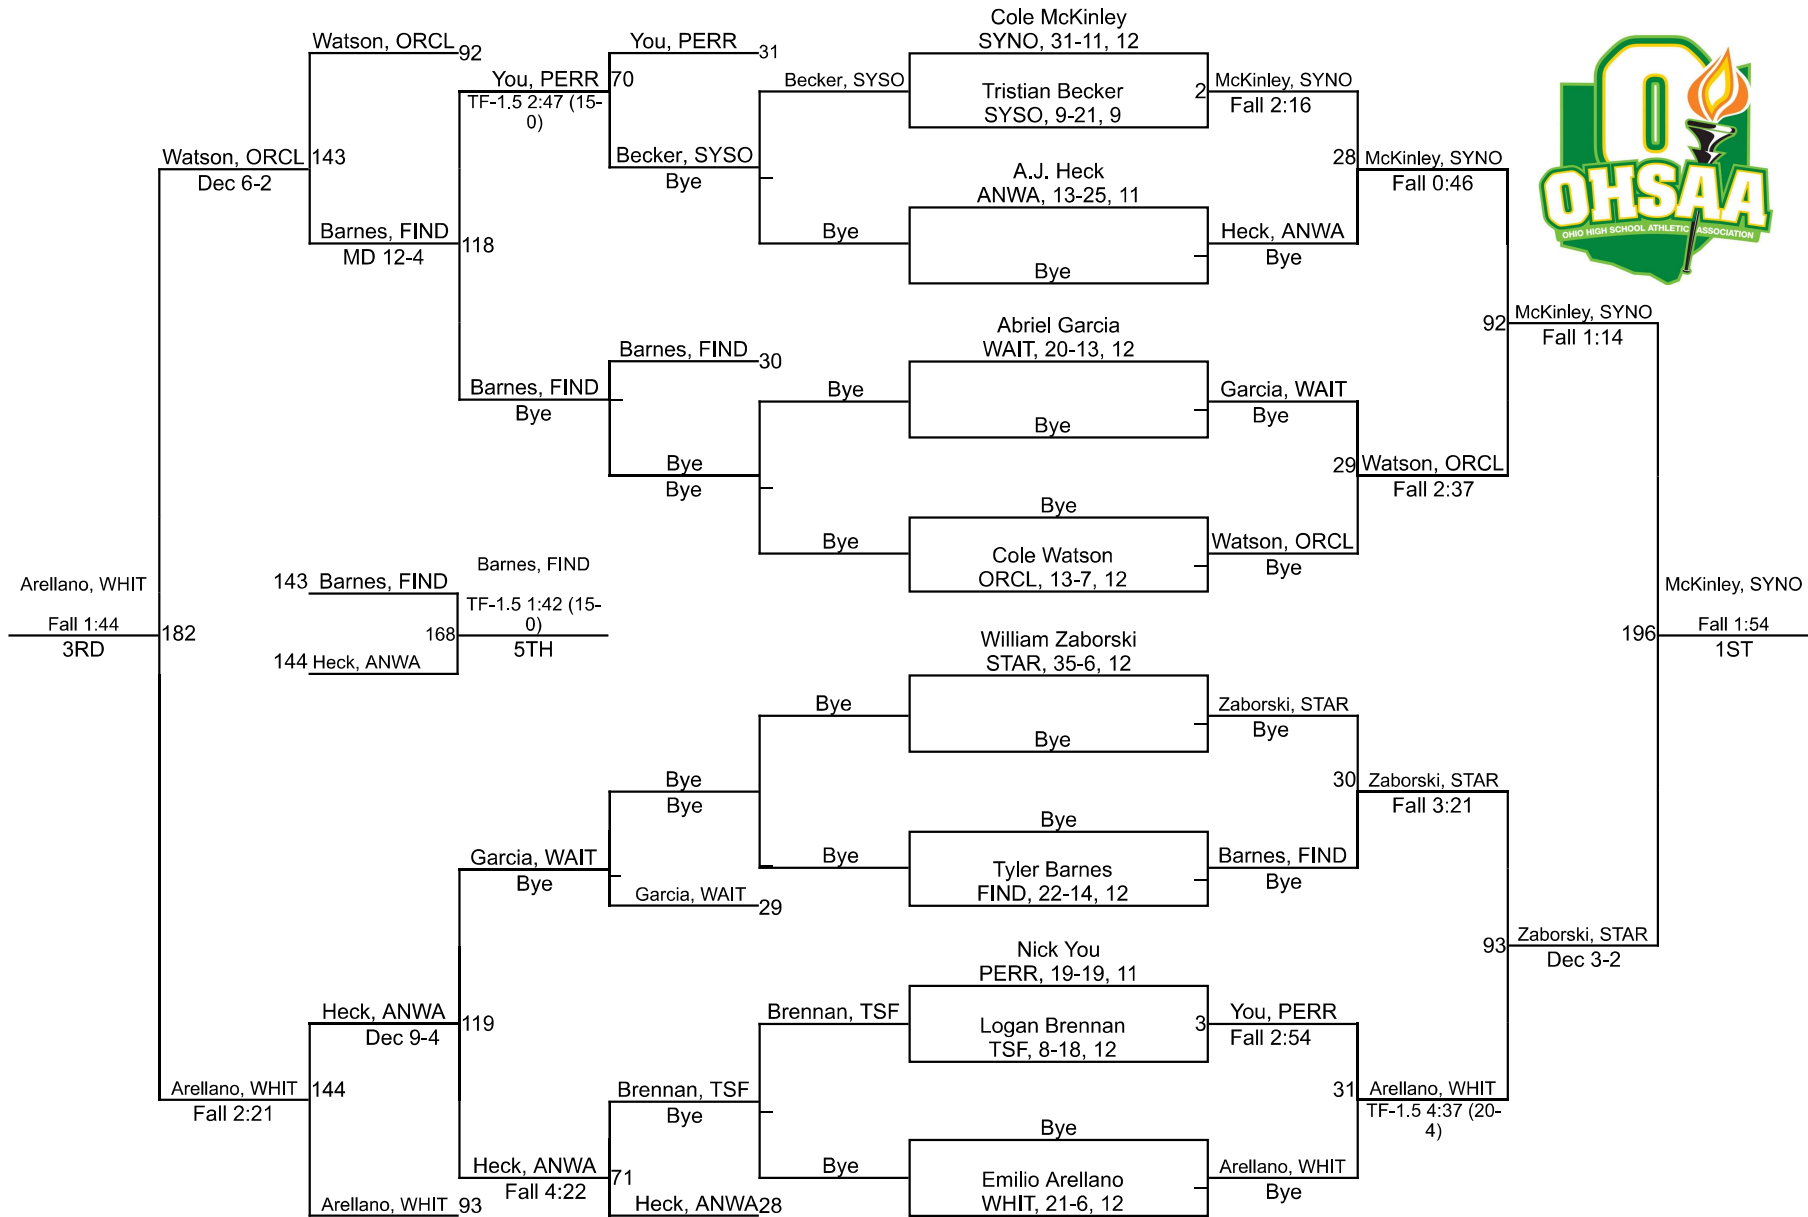 Cole McKinley
SYNO, 31-11, 12
Tristian Becker
SYSO, 9-21, 9
A.J. Heck
ANWA, 13-25, 11
Bye
Abriel Garcia
WAIT, 20-13, 12
Bye
Bye
Cole Watson
ORCL, 13-7, 12
William Zaborski
STAR, 35-6, 12
Bye
Bye
Tyler Barnes
FIND, 22-14, 12
Nick You
PERR, 19-19, 11
Logan Brennan
TSF, 8-18, 12
Bye
Emilio Arellano
WHIT, 21-6, 12
2
McKinley, SYNO
Fall 2:16
Heck, ANWA
Bye
Garcia, WAIT
Bye
Watson, ORCL
Bye
Zaborski, STAR
Bye
Barnes, FIND
Bye
3
You, PERR
Fall 2:54
Arellano, WHIT
Bye
28
McKinley, SYNO
Fall 0:46
29
Watson, ORCL
Fall 2:37
30
Zaborski, STAR
Fall 3:21
31
Arellano, WHIT
TF-1.5 4:37 (20-
4)
92
McKinley, SYNO
Fall 1:14
93
Zaborski, STAR
Dec 3-2
McKinley, SYNO
196
Fall 1:54
1ST
Becker, SYSO
Bye
Bye
Bye
Bye
Bye
Brennan, TSF
Bye
You, PERR
31
Becker, SYSO
Bye
Barnes, FIND
30
Bye
Bye
Bye
Bye
Garcia, WAIT
29
Brennan, TSF
Bye
Heck, ANWA
28
You, PERR
70
TF-1.5 2:47 (15-
0)
Barnes, FIND
Bye
Garcia, WAIT
Bye
Heck, ANWA
71
Fall 4:22
Watson, ORCL
92
Barnes, FIND
118
MD 12-4
Heck, ANWA
119
Dec 9-4
Arellano, WHIT
93
Watson, ORCL
143
Dec 6-2
Arellano, WHIT
144
Fall 2:21
Arellano, WHIT
Fall 1:44
182
3RD
143
Barnes, FIND
144
Heck, ANWA
Barnes, FIND
TF-1.5 1:42 (15-
0)
168
5TH
O
OHSAA
OHIO HIGH SCHOOL ATHLETIC ASSOCIATION